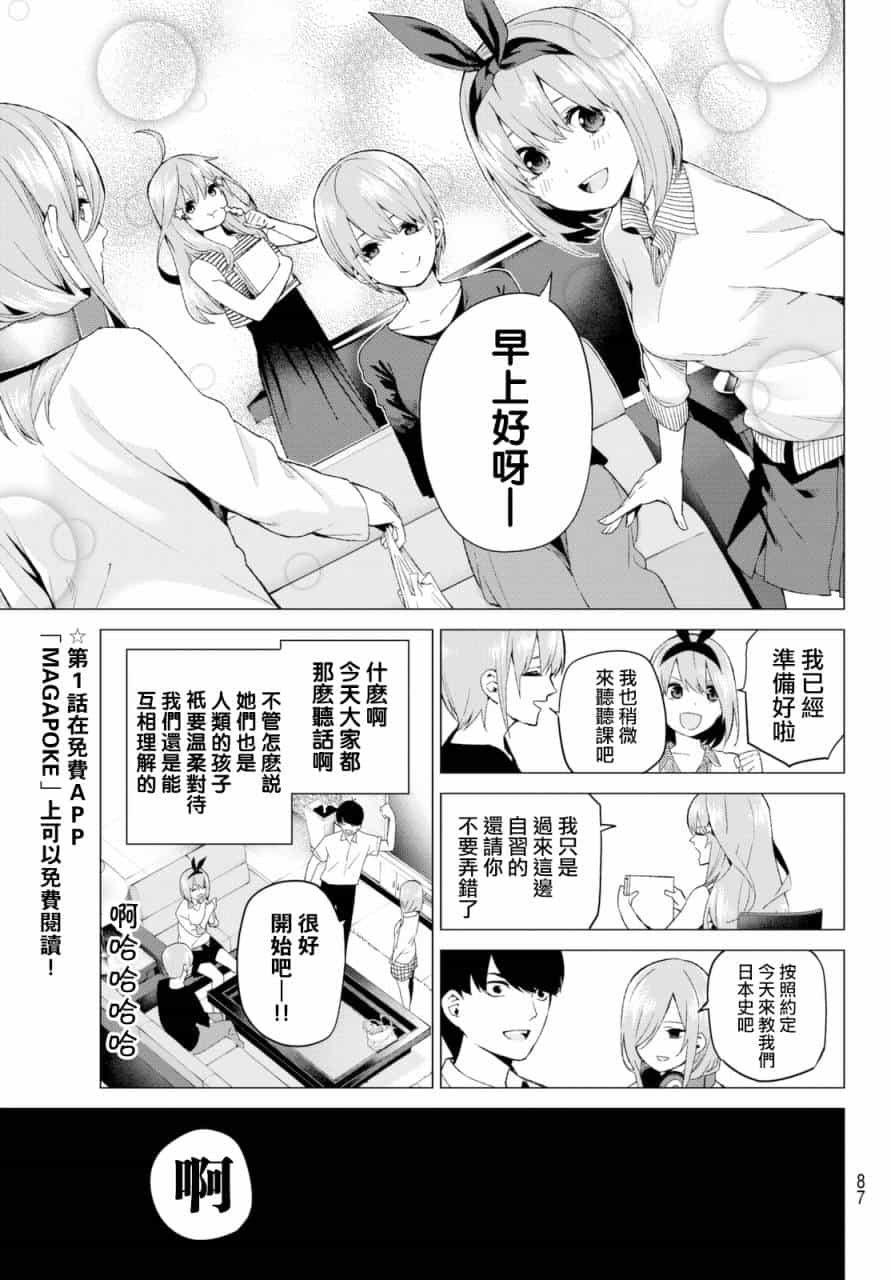 早上好呀ー
我已經
準備好啦
我也稍微
來聽聽課吧
我只是
過來這邊
自習的
還請你
不要弄錯了
按照約定
今天來教我們
日本史吧
什麽啊
今天大家都
那麽聽話啊
不管怎麽說
她們也是
人類的孩子
衹要溫柔對待
我們還是能
互相理解的
很好
開始吧ー!!
啊哈哈哈哈
☆第1話在免費APP
「MAGAPOKE」上可以免費閱讀！
啊
87